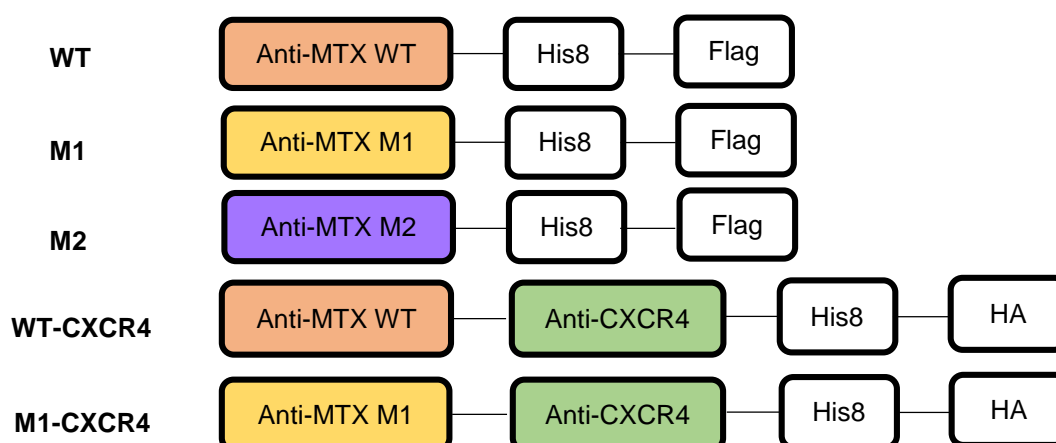 WT Anti-MTX WT His8 Flag
M1 Anti-MTX M1 His8 Flag
M2 Anti-MTX M2 His8 Flag
WT-CXCR4 Anti-MTX WT Anti-CXCR4 His8 HA
M1-CXCR4 Anti-MTX M1 Anti-CXCR4 His8 HA